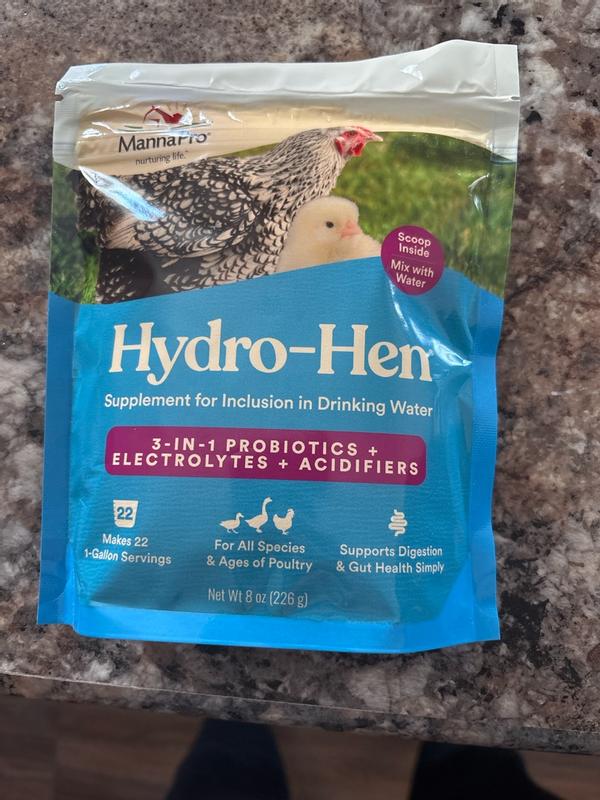 MannaPro®
nurturing life.™
Scoop
Inside
Mix with
Water
Hydro-Hen
Supplement for Inclusion in Drinking Water
3-IN-1 PROBIOTICS +
ELECTROLYTES + ACIDIFIERS
22
Makes 22
1-Gallon Servings
For All Species
& Ages of Poultry
Supports Digestion
& Gut Health Simply
Net Wt 8 oz (226 g)